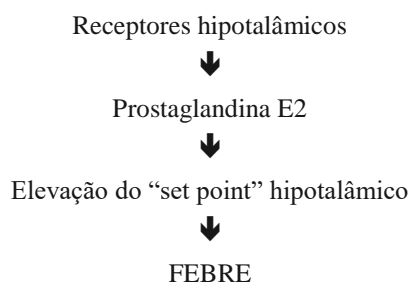 Receptores hipotalâmicos
Prostaglandina E2
Elevação do “set point” hipotalâmico
FEBRE